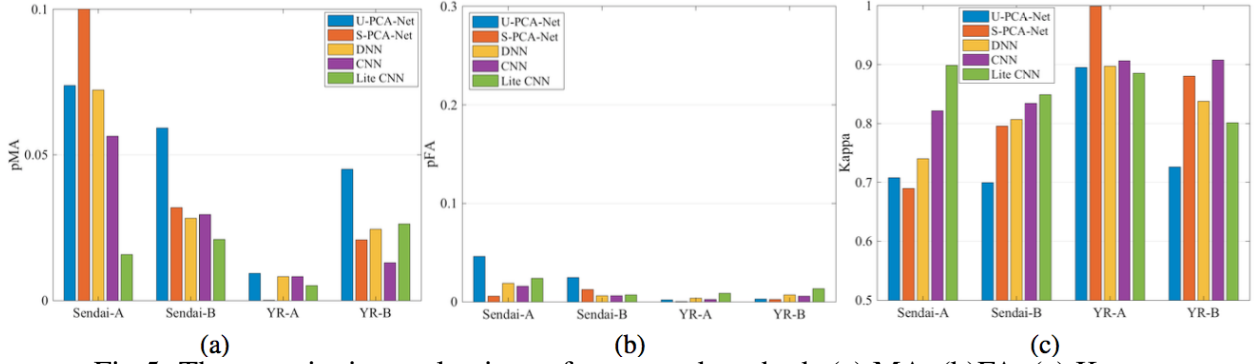 0.1
0.05
0
pMA
U-PCA-Net
S-PCA-Net
DNN
CNN
Lite CNN
Sendai-A Sendai-B YR-A YR-B
(a)
0.3
0.2
0.1
0
pFA
U-PCA-Net
S-PCA-Net
DNN
CNN
Lite CNN
Sendai-A Sendai-B YR-A YR-B
(b)
1
0.9
0.8
0.7
0.6
0.5
Kappa
U-PCA-Net
S-PCA-Net
DNN
CNN
Lite CNN
Sendai-A Sendai-B YR-A YR-B
(c)